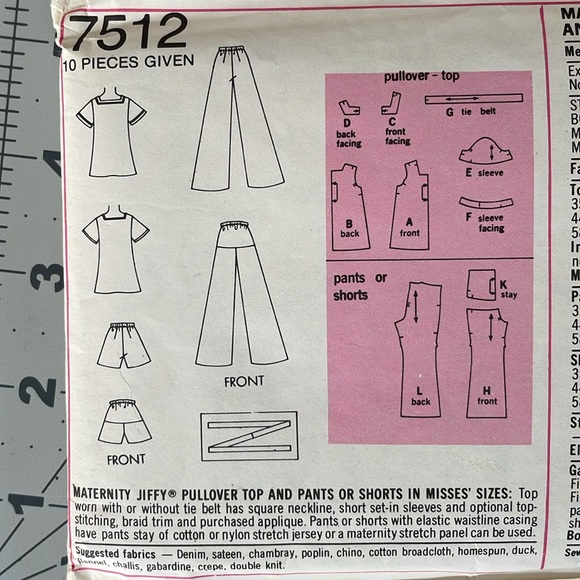 7512
10 PIECES GIVEN
pullover - top
D
back
facing
C
front
facing
G tie belt
E sleeve
B
back
A
front
F sleeve
facing
pants or
shorts
K
stay
L
back
H
front
FRONT
FRONT
MATERNITY JIFFY® PULLOVER TOP AND PANTS OR SHORTS IN MISSES' SIZES: Top
worn with or without tie belt has square neckline, short set-in sleeves and optional top-
stitching, braid trim and purchased applique. Pants or shorts with elastic waistline casing
have pants stay of cotton or nylon stretch jersey or a maternity stretch panel can be used.
Suggested fabrics — Denim, sateen, chambray, poplin, chino, cotton broadcloth, homespun, duck,
flannel, challis, gabardine, crepe, double knit.
2
3
4